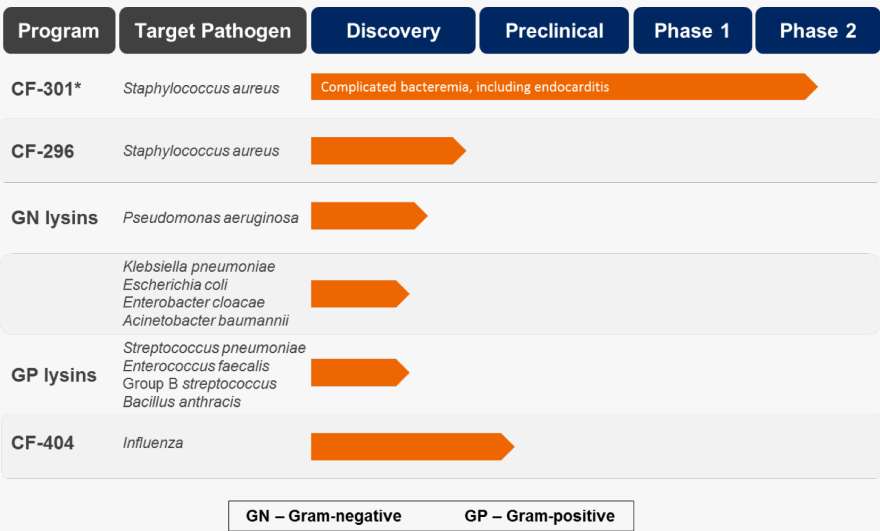 Program Target Pathogen Discovery Preclinical Phase 1 Phase 2
CF-301* Staphylococcus aureus Complicated bacteremia, including endocarditis
CF-296 Staphylococcus aureus
GN lysins Pseudomonas aeruginosa
Klebsiella pneumoniae
Escherichia coli
Enterobacter cloacae
Acinetobacter baumannii
GP lysins
Streptococcus pneumoniae
Enterococcus faecalis
Group B streptococcus
Bacillus anthracis
CF-404 Influenza
GN – Gram-negative GP – Gram-positive